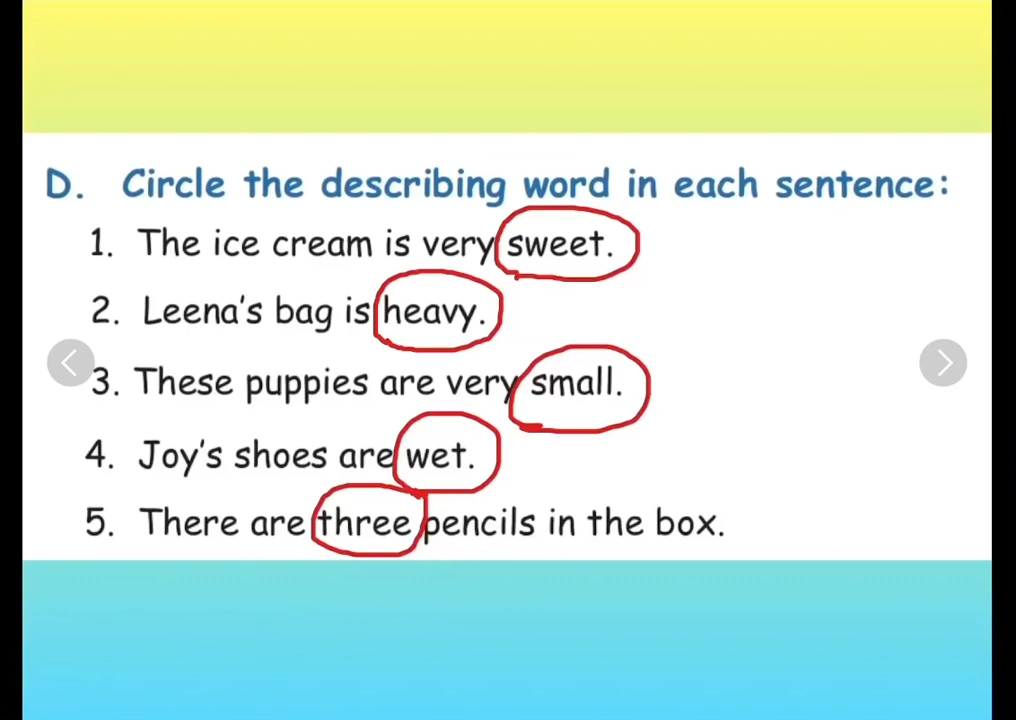 D. Circle the describing word in each sentence:
1. The ice cream is very sweet.
2. Leena's bag is heavy.
3. These puppies are very small.
4. Joy's shoes are wet.
5. There are three pencils in the box.